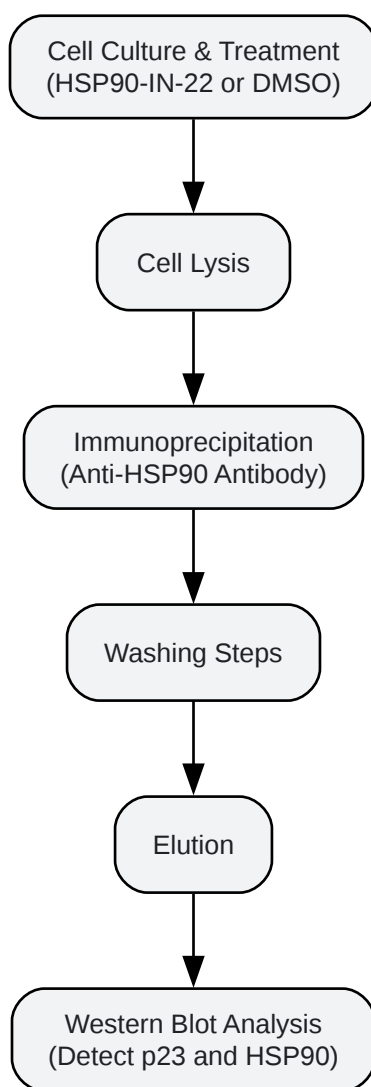 Cell Culture & Treatment
(HSP90-IN-22 or DMSO)
Cell Lysis
Immunoprecipitation
(Anti-HSP90 Antibody)
Washing Steps
Elution
Western Blot Analysis
(Detect p23 and HSP90)